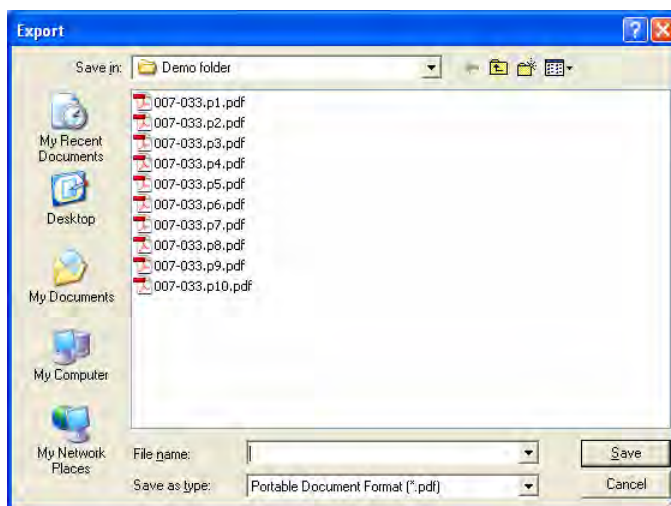 Export
Save in:
Demo folder
007-033.p1.pdf
007-033.p2.pdf
007-033.p3.pdf
007-033.p4.pdf
007-033.p5.pdf
007-033.p6.pdf
007-033.p7.pdf
007-033.p8.pdf
007-033.p9.pdf
007-033.p10.pdf
My Recent
Documents
Desktop
My Documents
My Computer
My Network
Places
File name:
Save
Save as type:
Portable Document Format (*.pdf)
Cancel